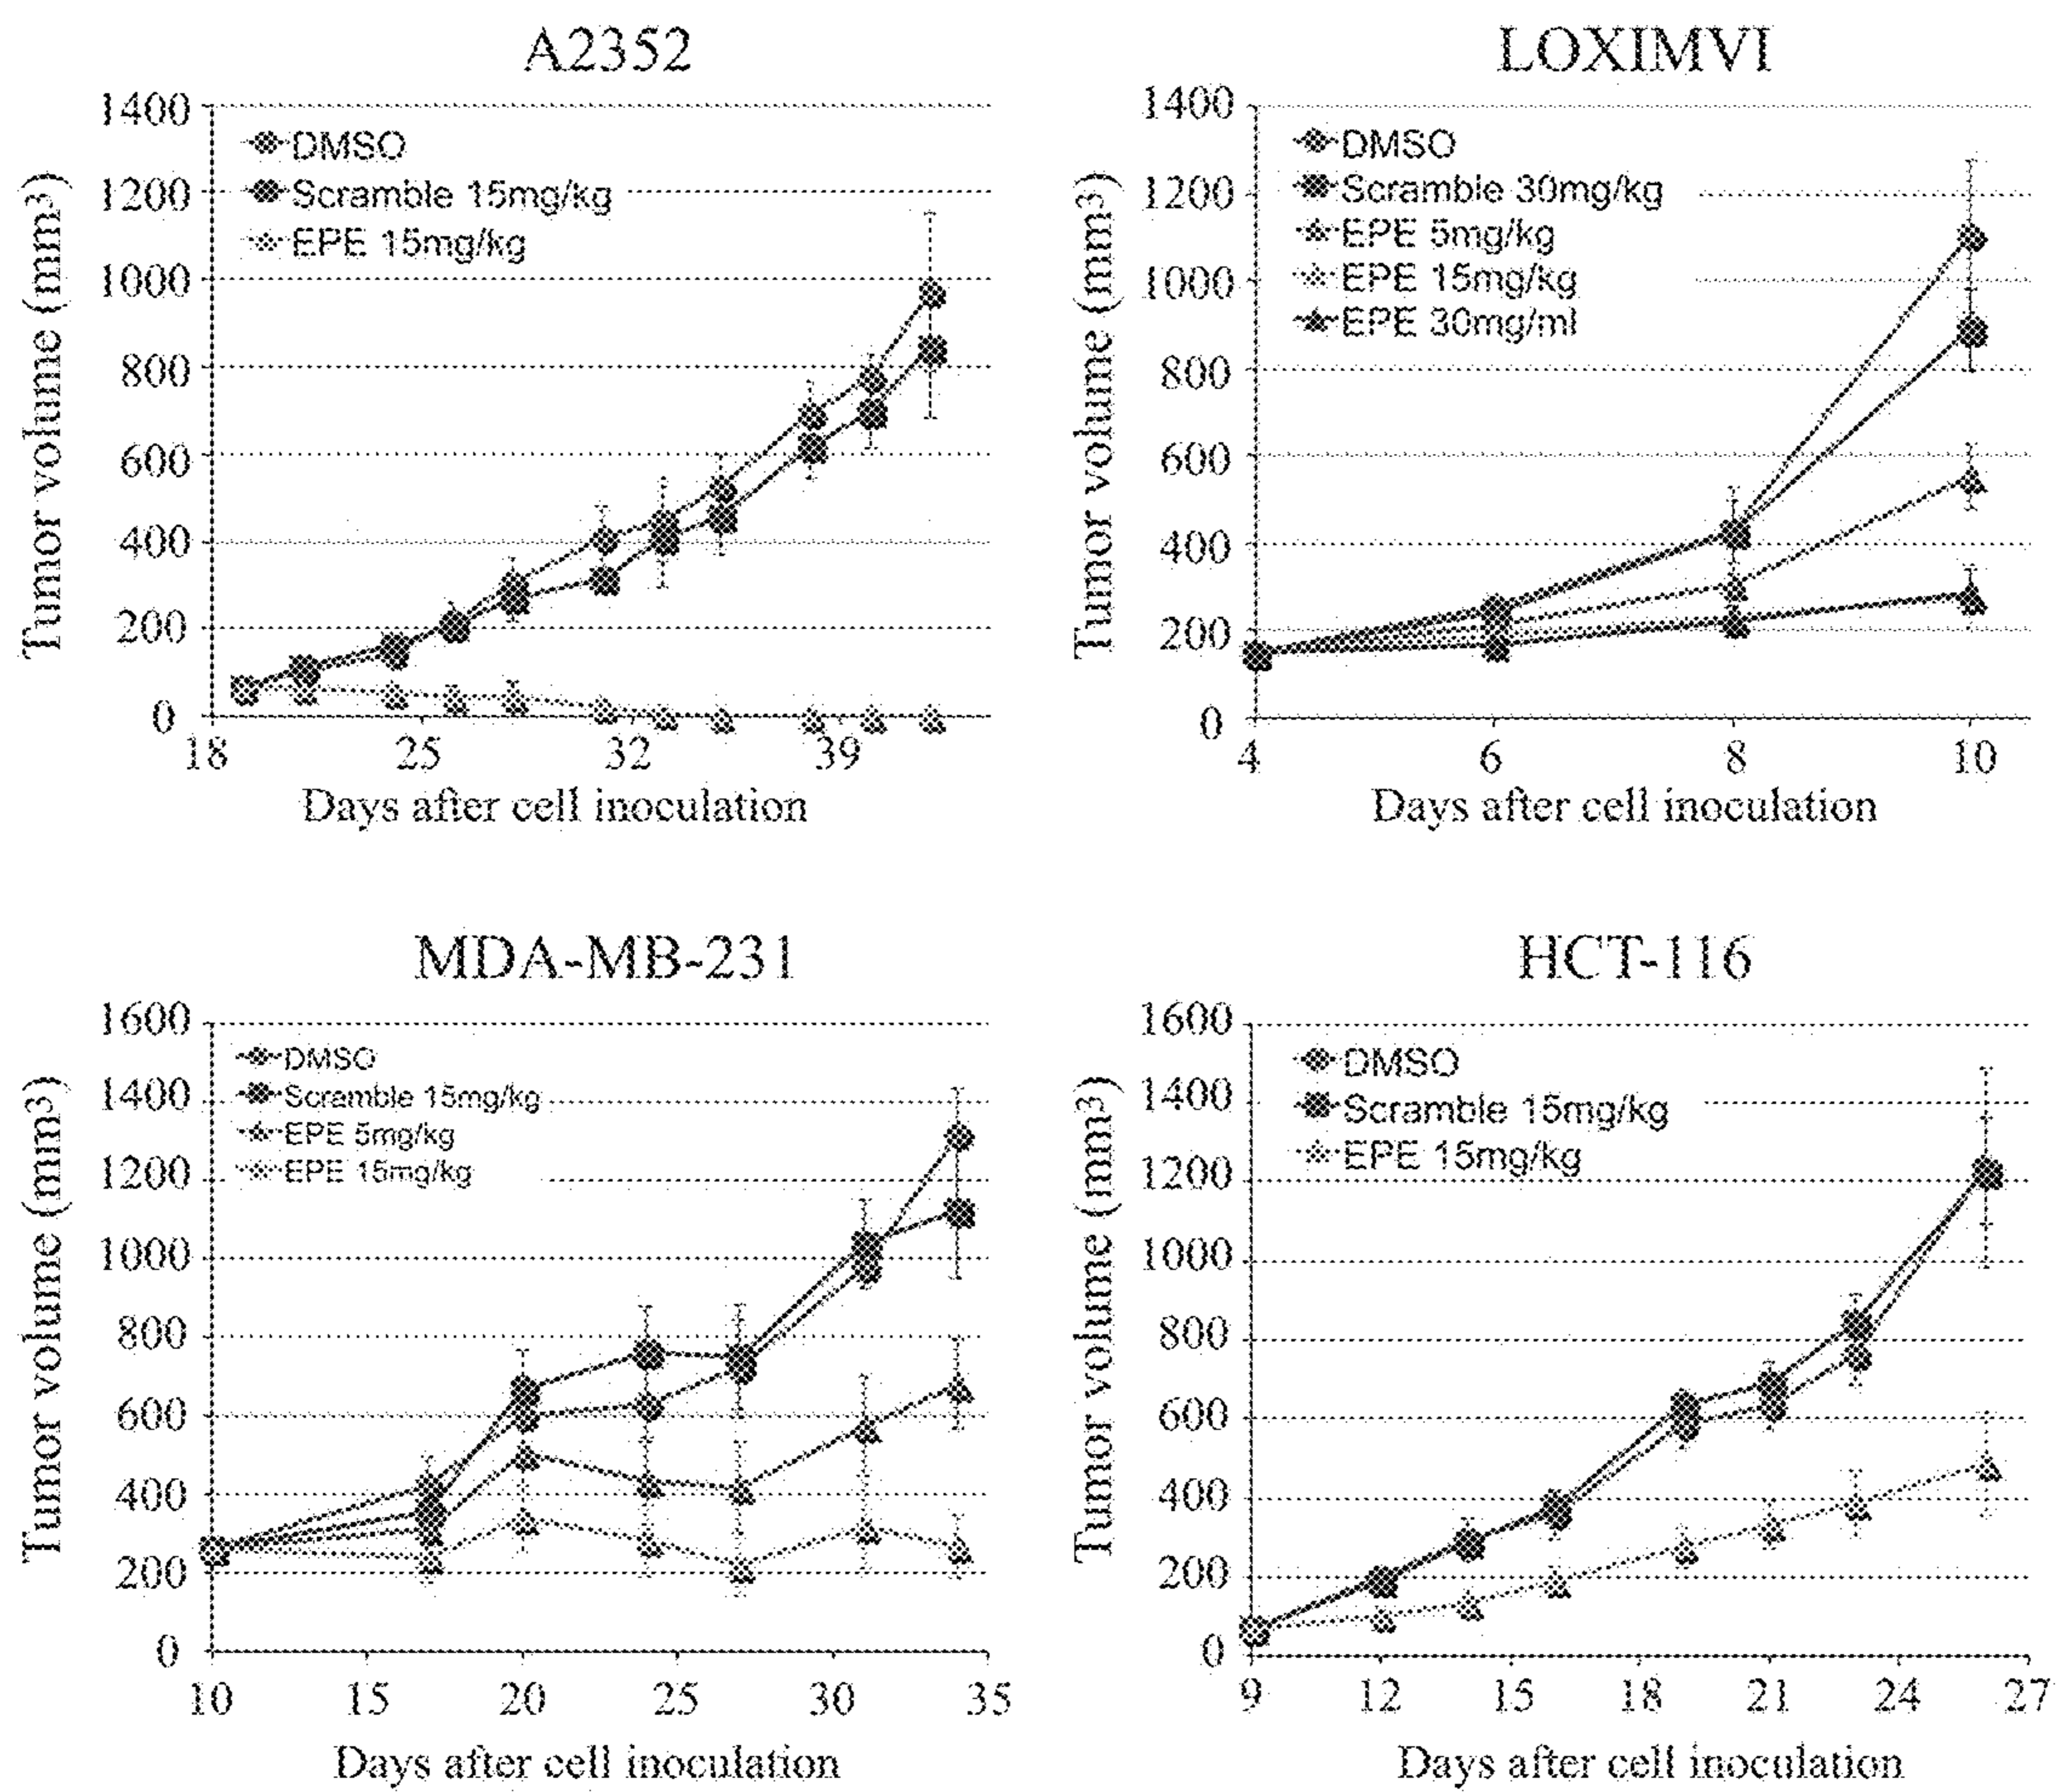 A2352
Tumor volume (mm³)
1400
1200
1000
800
600
400
200
0
DMSO
Scramble 15mg/kg
EPE 15mg/kg
18 25 32 39
Days after cell inoculation
LOXIMVI
Tumor volume (mm³)
1400
1200
1000
800
600
400
200
0
DMSO
Scramble 30mg/kg
EPE 5mg/kg
EPE 15mg/kg
EPE 30mg/ml
4 6 8 10
Days after cell inoculation
MDA-MB-231
Tumor volume (mm³)
1600
1400
1200
1000
800
600
400
200
0
DMSO
Scramble 15mg/kg
EPE 5mg/kg
EPE 15mg/kg
10 15 20 25 30 35
Days after cell inoculation
HCT-116
Tumor volume (mm³)
1600
1400
1200
1000
800
600
400
200
0
DMSO
Scramble 15mg/kg
EPE 15mg/kg
9 12 15 18 21 24 27
Days after cell inoculation